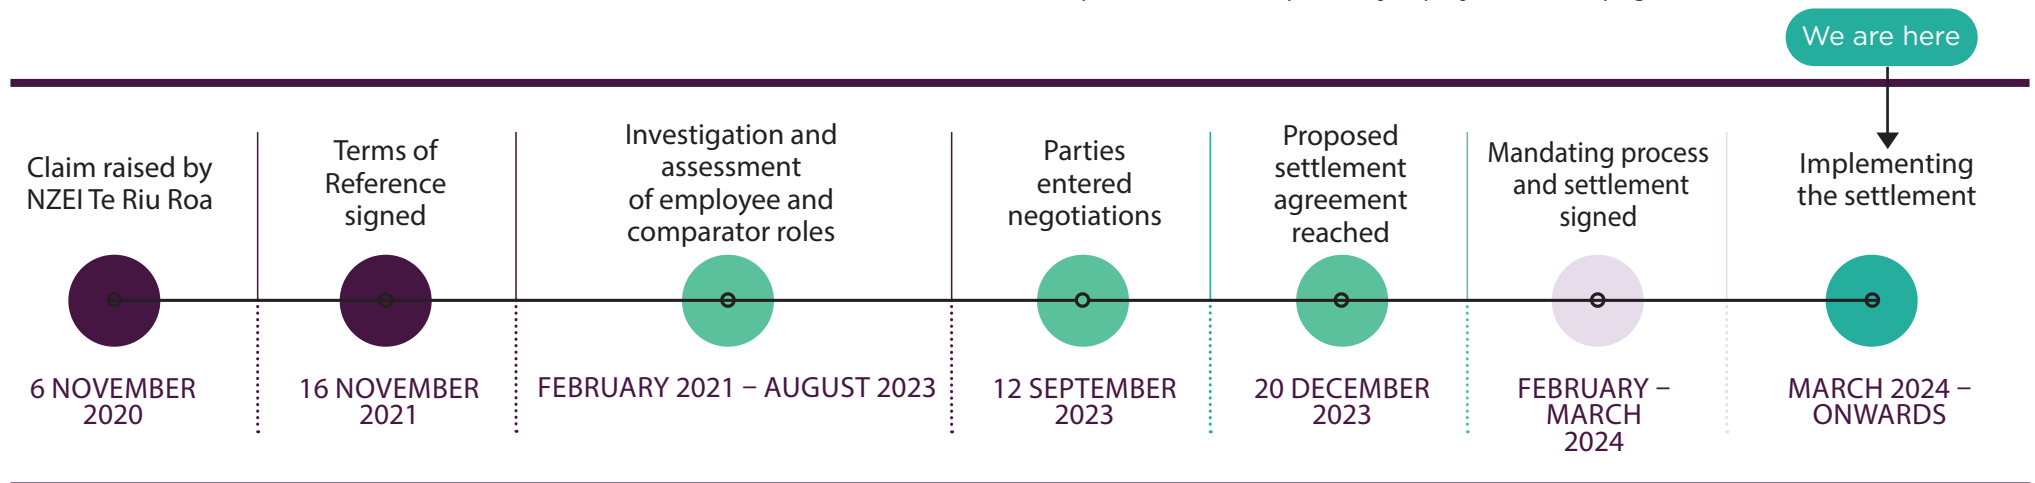 We are here
Claim raised by
NZEI Te Riu Roa
Terms of
Reference
signed
Investigation and
assessment
of employee and
comparator roles
Parties
entered
negotiations
Proposed
settlement
agreement
reached
Mandating process
and settlement
signed
Implementing
the settlement
6 NOVEMBER
2020
16 NOVEMBER
2021
FEBRUARY 2021 – AUGUST 2023
12 SEPTEMBER
2023
20 DECEMBER
2023
FEBRUARY –
MARCH
2024
MARCH 2024 –
ONWARDS